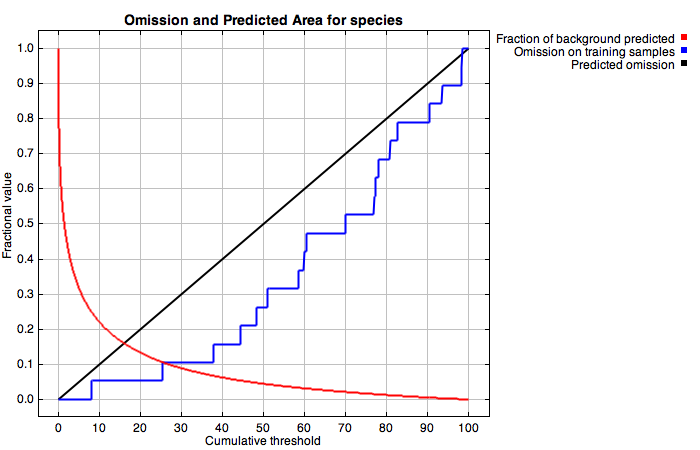 Omission and Predicted Area for species
Fraction of background predicted
Omission on training samples
Predicted omission
Fractional value
1.0
0.9
0.8
0.7
0.6
0.5
0.4
0.3
0.2
0.1
0.0
0 10 20 30 40 50 60 70 80 90 100
Cumulative threshold